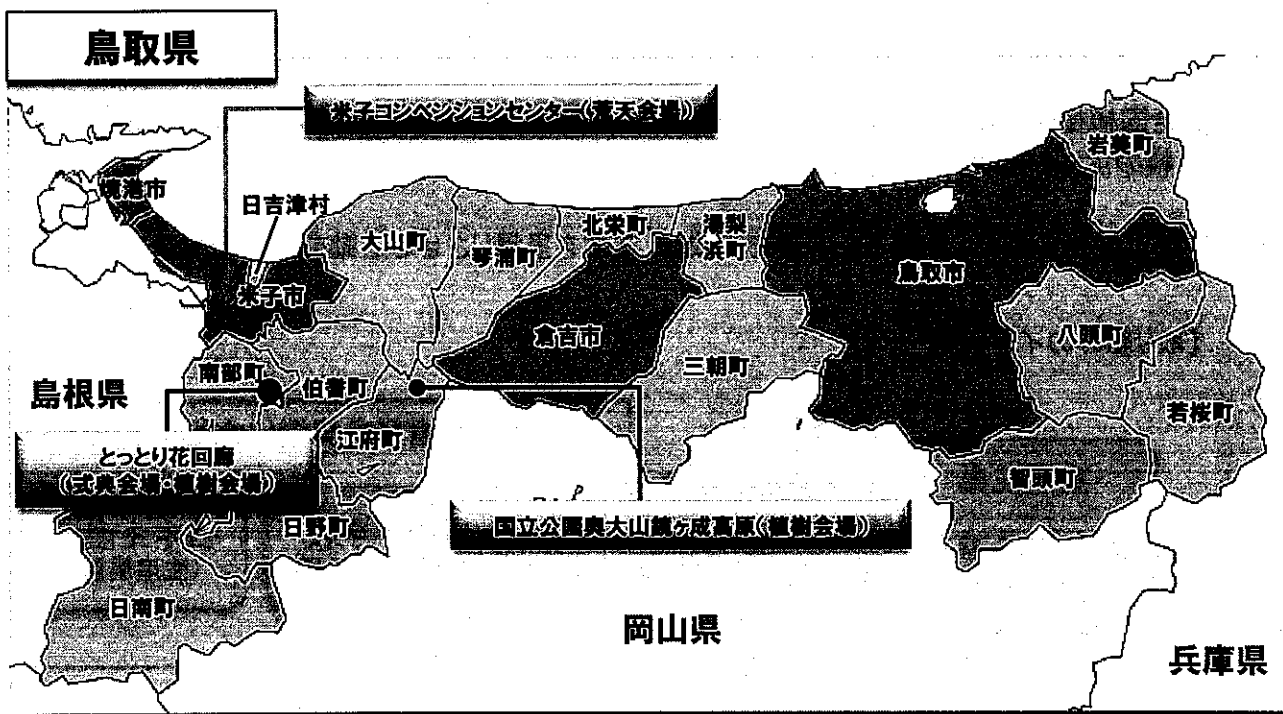 鳥取県
米子コンベンションセンター(荒天会場)
岩美町
境港市
日吉津村
大山町
琴浦町
北栄町
湯梨
浜町
鳥取市
米子市
倉吉市
三朝町
八頭町
南部町
伯耆町
島根県
若桜町
江府町
とっとり花回廊
(式典会場・植樹会場)
智頭町
国立公園奥大山鏡ヶ成高原(植樹会場)
日野町
日南町
岡山県
兵庫県